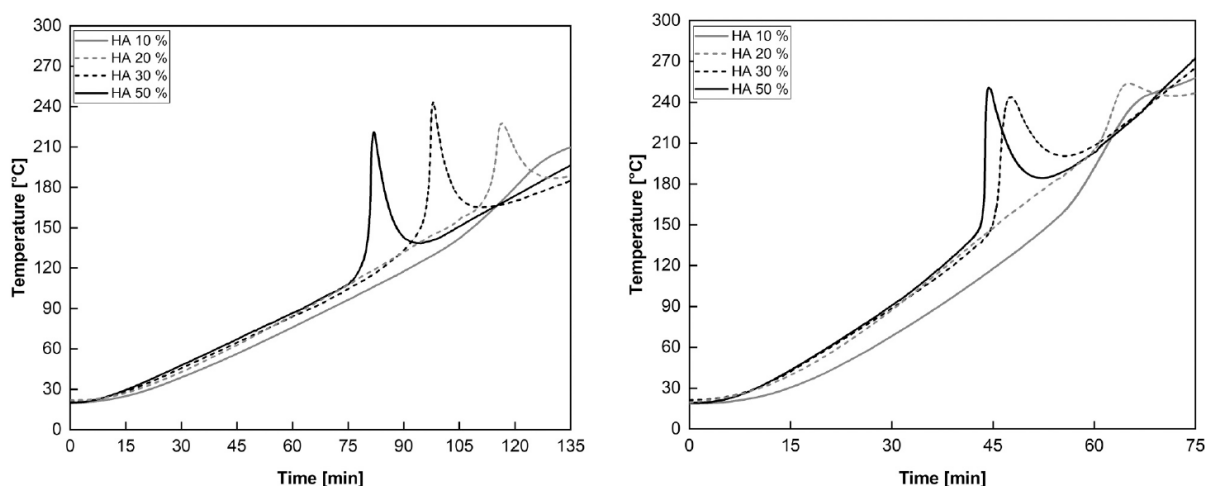 300
270
240
210
180
150
120
90
60
30
0
Temperature [°C]
HA 10 %
HA 20 %
HA 30 %
HA 50 %
0 15 30 45 60 75 90 105 120 135
Time [min]
300
270
240
210
180
150
120
90
60
30
0
Temperature [°C]
HA 10 %
HA 20 %
HA 30 %
HA 50 %
0 15 30 45 60 75
Time [min]